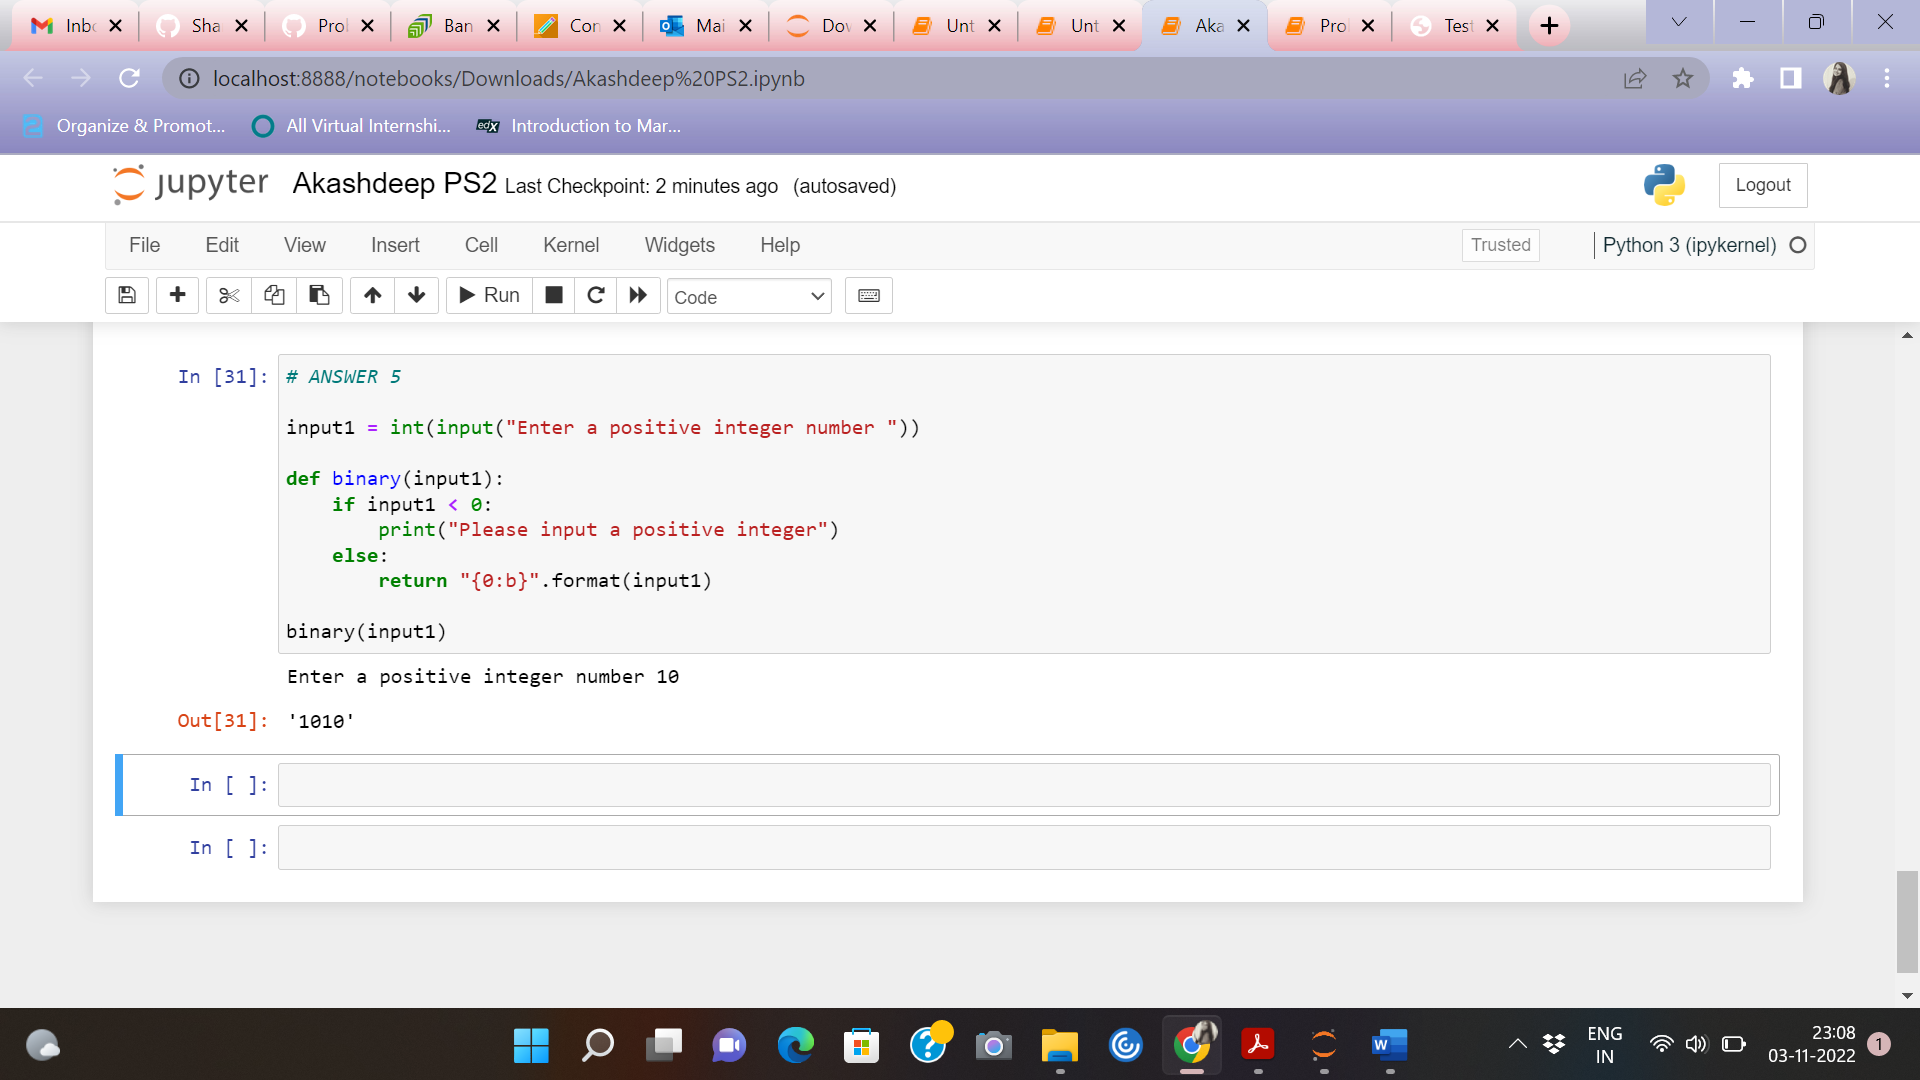 Inbc Sha Prol Ban Con Mai Dov Unt Unt Aka Pro Test
localhost:8888/notebooks/Downloads/Akashdeep%20PS2.ipynb
Organize & Promot... All Virtual Internshi... edX Introduction to Mar...
jupyter Akashdeep PS2 Last Checkpoint: 2 minutes ago (autosaved) Logout
File Edit View Insert Cell Kernel Widgets Help Trusted Python 3 (ipykernel)
Run Code
In [31]: # ANSWER 5
input1 = int(input("Enter a positive integer number "))
def binary(input1):
if input1 < 0:
print("Please input a positive integer")
else:
return "{0:b}".format(input1)
binary(input1)
Enter a positive integer number 10
Out[31]: '1010'
In [ ]:
In [ ]:
ENG 23:08
IN 03-11-2022 1